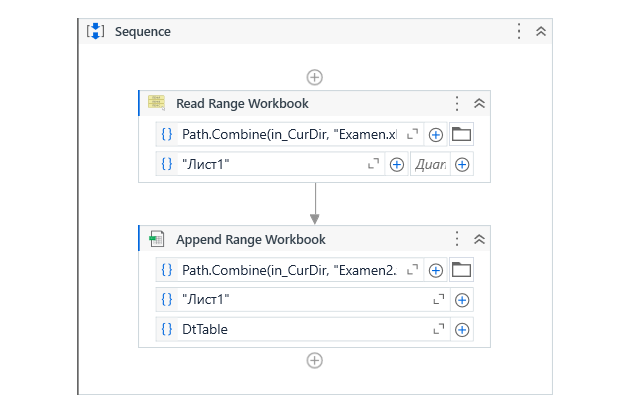 Sequence
Read Range Workbook
{} Path.Combine(in_CurDir, "Examen.xl
{} "Лист1" Диап
Append Range Workbook
{} Path.Combine(in_CurDir, "Examen2.
{} "Лист1"
{} DtTable